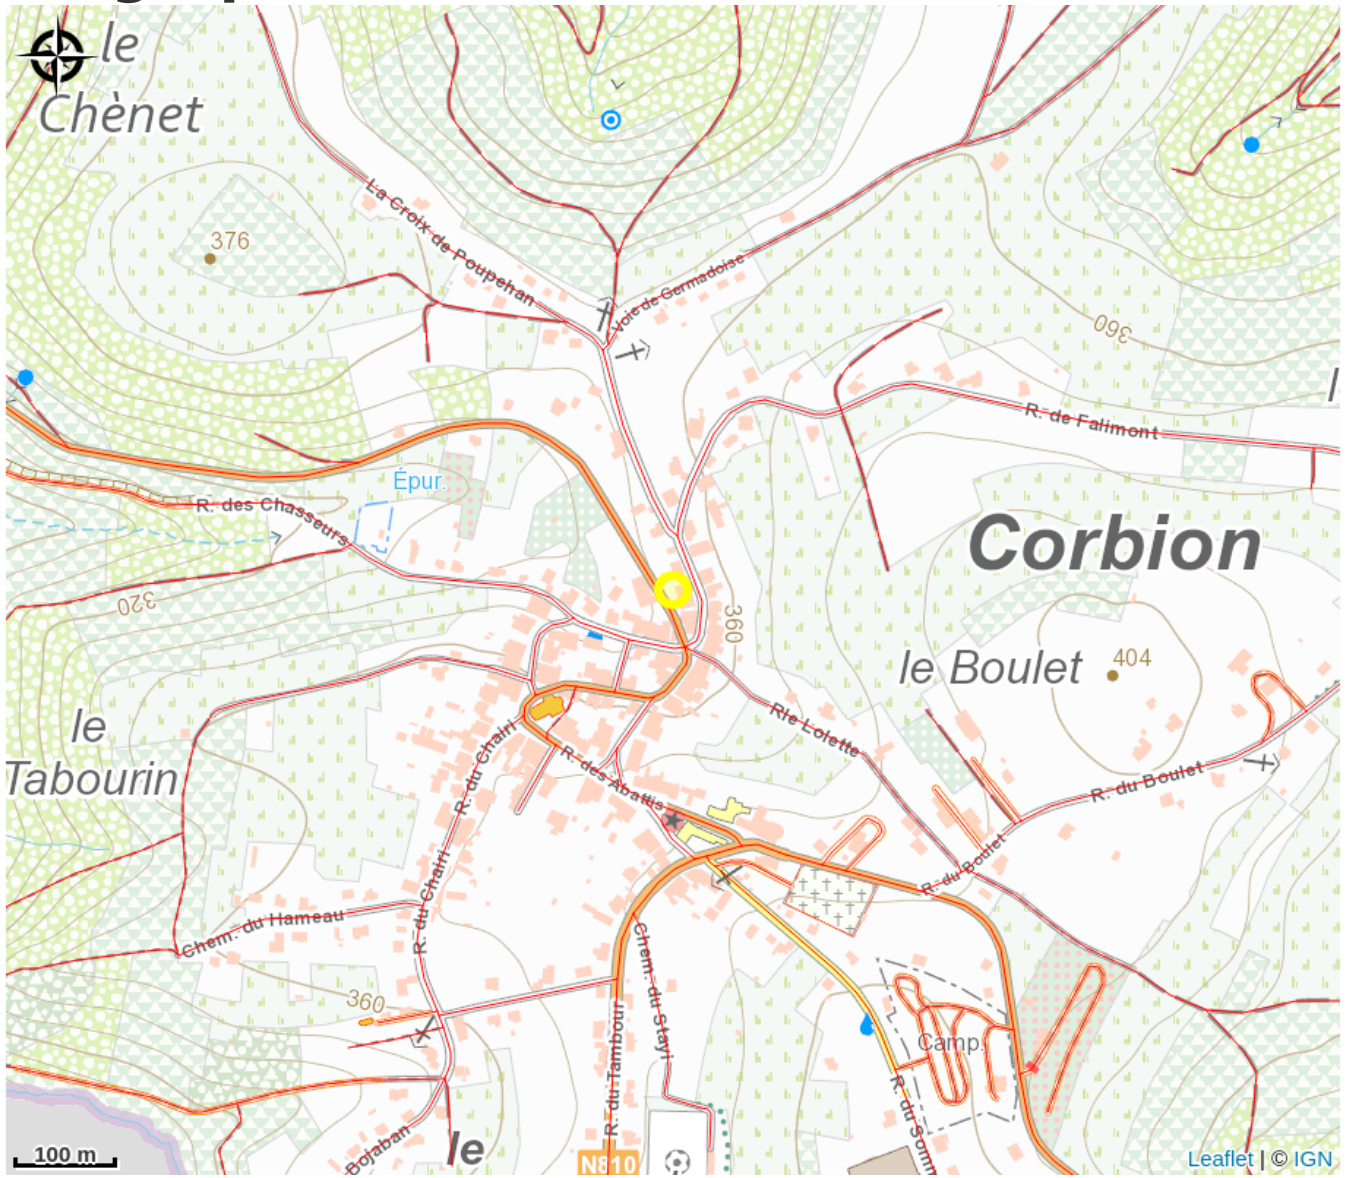 le
Chènet
376
La Croix de Poupehan
Voie de Germadoise
360
R. de Falimont
Épur.
R. des Chasseurs
Corbion
320
360
le Boulet
404
le
Tabourin
Rle Lolette
R. du Chairi
R. des Abattis
R. du Boulet
R. du Chairi
R. du Boulet
Chem. du Hameau
Chem. du Stayi
360
Camp.
R. du Tambour
R. du Somm
Bojaban
le
100 m
N810
Leaflet | © IGN